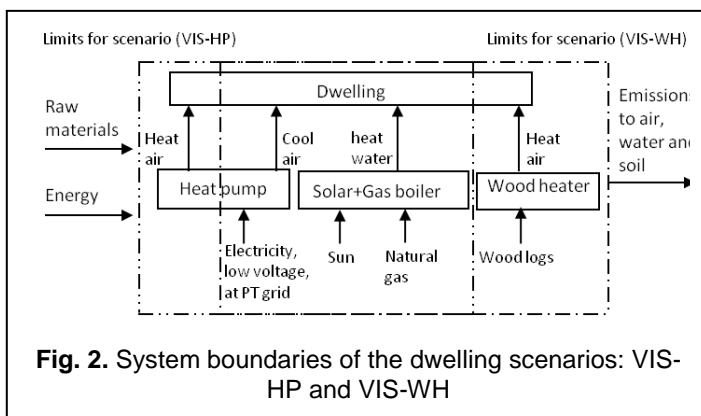 Limits for scenario (VIS-HP)
Limits for scenario (VIS-WH)
Dwelling
Raw
materials
Energy
Heat
air
Cool
air
heat
water
Heat
air
Emissions
to air,
water and
soil
Heat pump
Solar+Gas boiler
Wood heater
Electricity,
low voltage,
at PT grid
Sun
Natural
gas
Wood logs
Fig. 2. System boundaries of the dwelling scenarios: VIS-
HP and VIS-WH